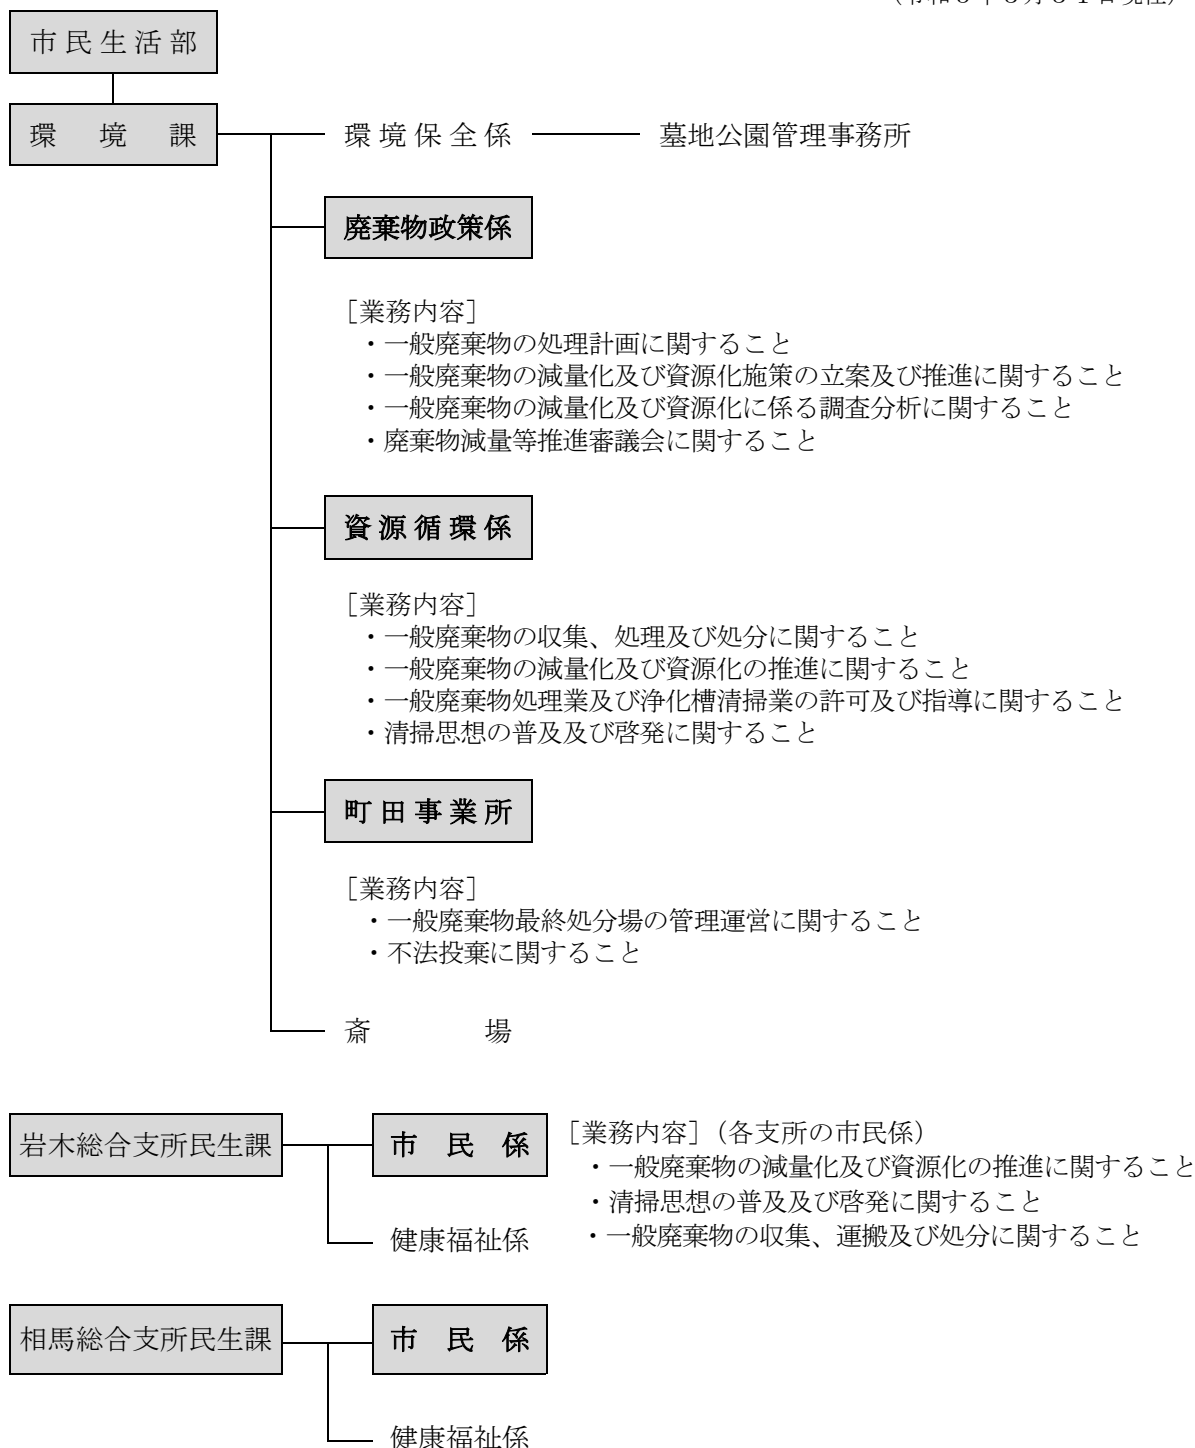 市民生活部
環　境　課
環境保全係
墓地公園管理事務所
廃棄物政策係
［業務内容］
・一般廃棄物の処理計画に関すること
・一般廃棄物の減量化及び資源化施策の立案及び推進に関すること
・一般廃棄物の減量化及び資源化に係る調査分析に関すること
・廃棄物減量等推進審議会に関すること
資源循環係
［業務内容］
・一般廃棄物の収集、処理及び処分に関すること
・一般廃棄物の減量化及び資源化の推進に関すること
・一般廃棄物処理業及び浄化槽清掃業の許可及び指導に関すること
・清掃思想の普及及び啓発に関すること
町田事業所
［業務内容］
・一般廃棄物最終処分場の管理運営に関すること
・不法投棄に関すること
斎　場
岩木総合支所民生課
市　民　係
［業務内容］（各支所の市民係）
・一般廃棄物の減量化及び資源化の推進に関すること
・清掃思想の普及及び啓発に関すること
・一般廃棄物の収集、運搬及び処分に関すること
健康福祉係
相馬総合支所民生課
市　民　係
健康福祉係